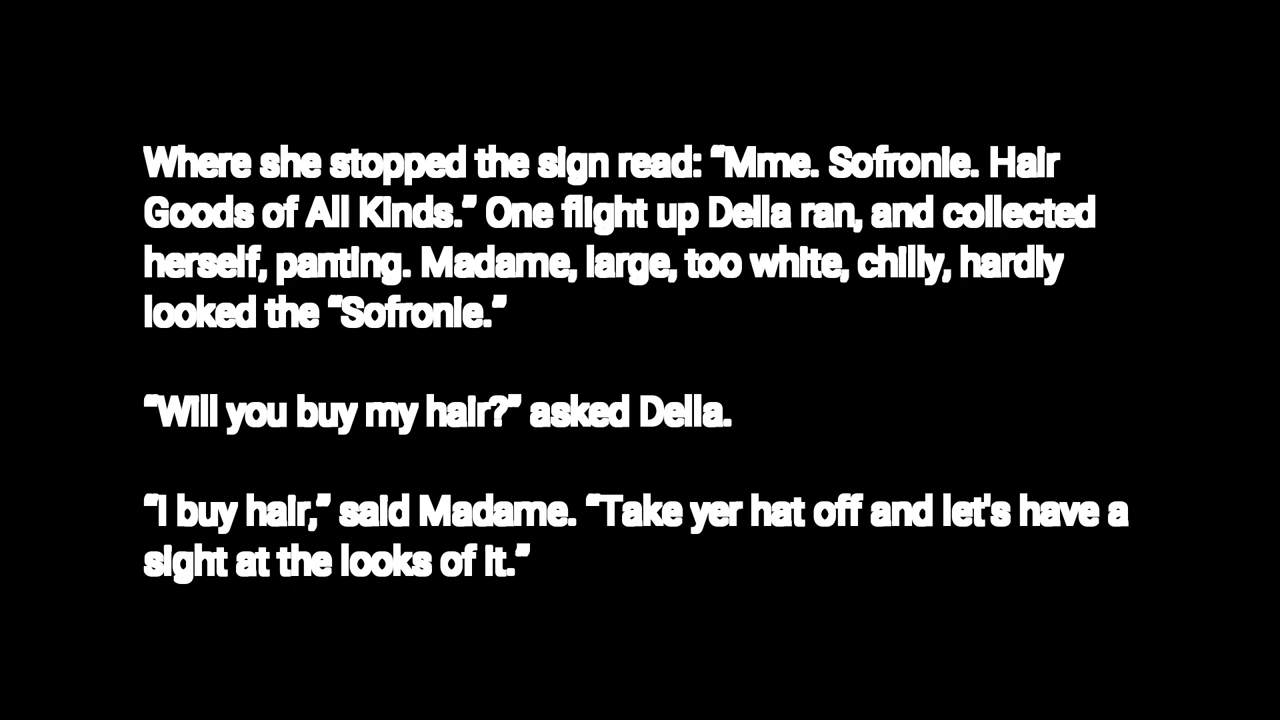 Where she stopped the sign read: “Mme. Sofronie. Hair
Goods of All Kinds.” One flight up Della ran, and collected
herself, panting. Madame, large, too white, chilly, hardly
looked the “Sofronie.”
“Will you buy my hair?” asked Della.
“I buy hair,” said Madame. “Take yer hat off and let's have a
sight at the looks of it.”